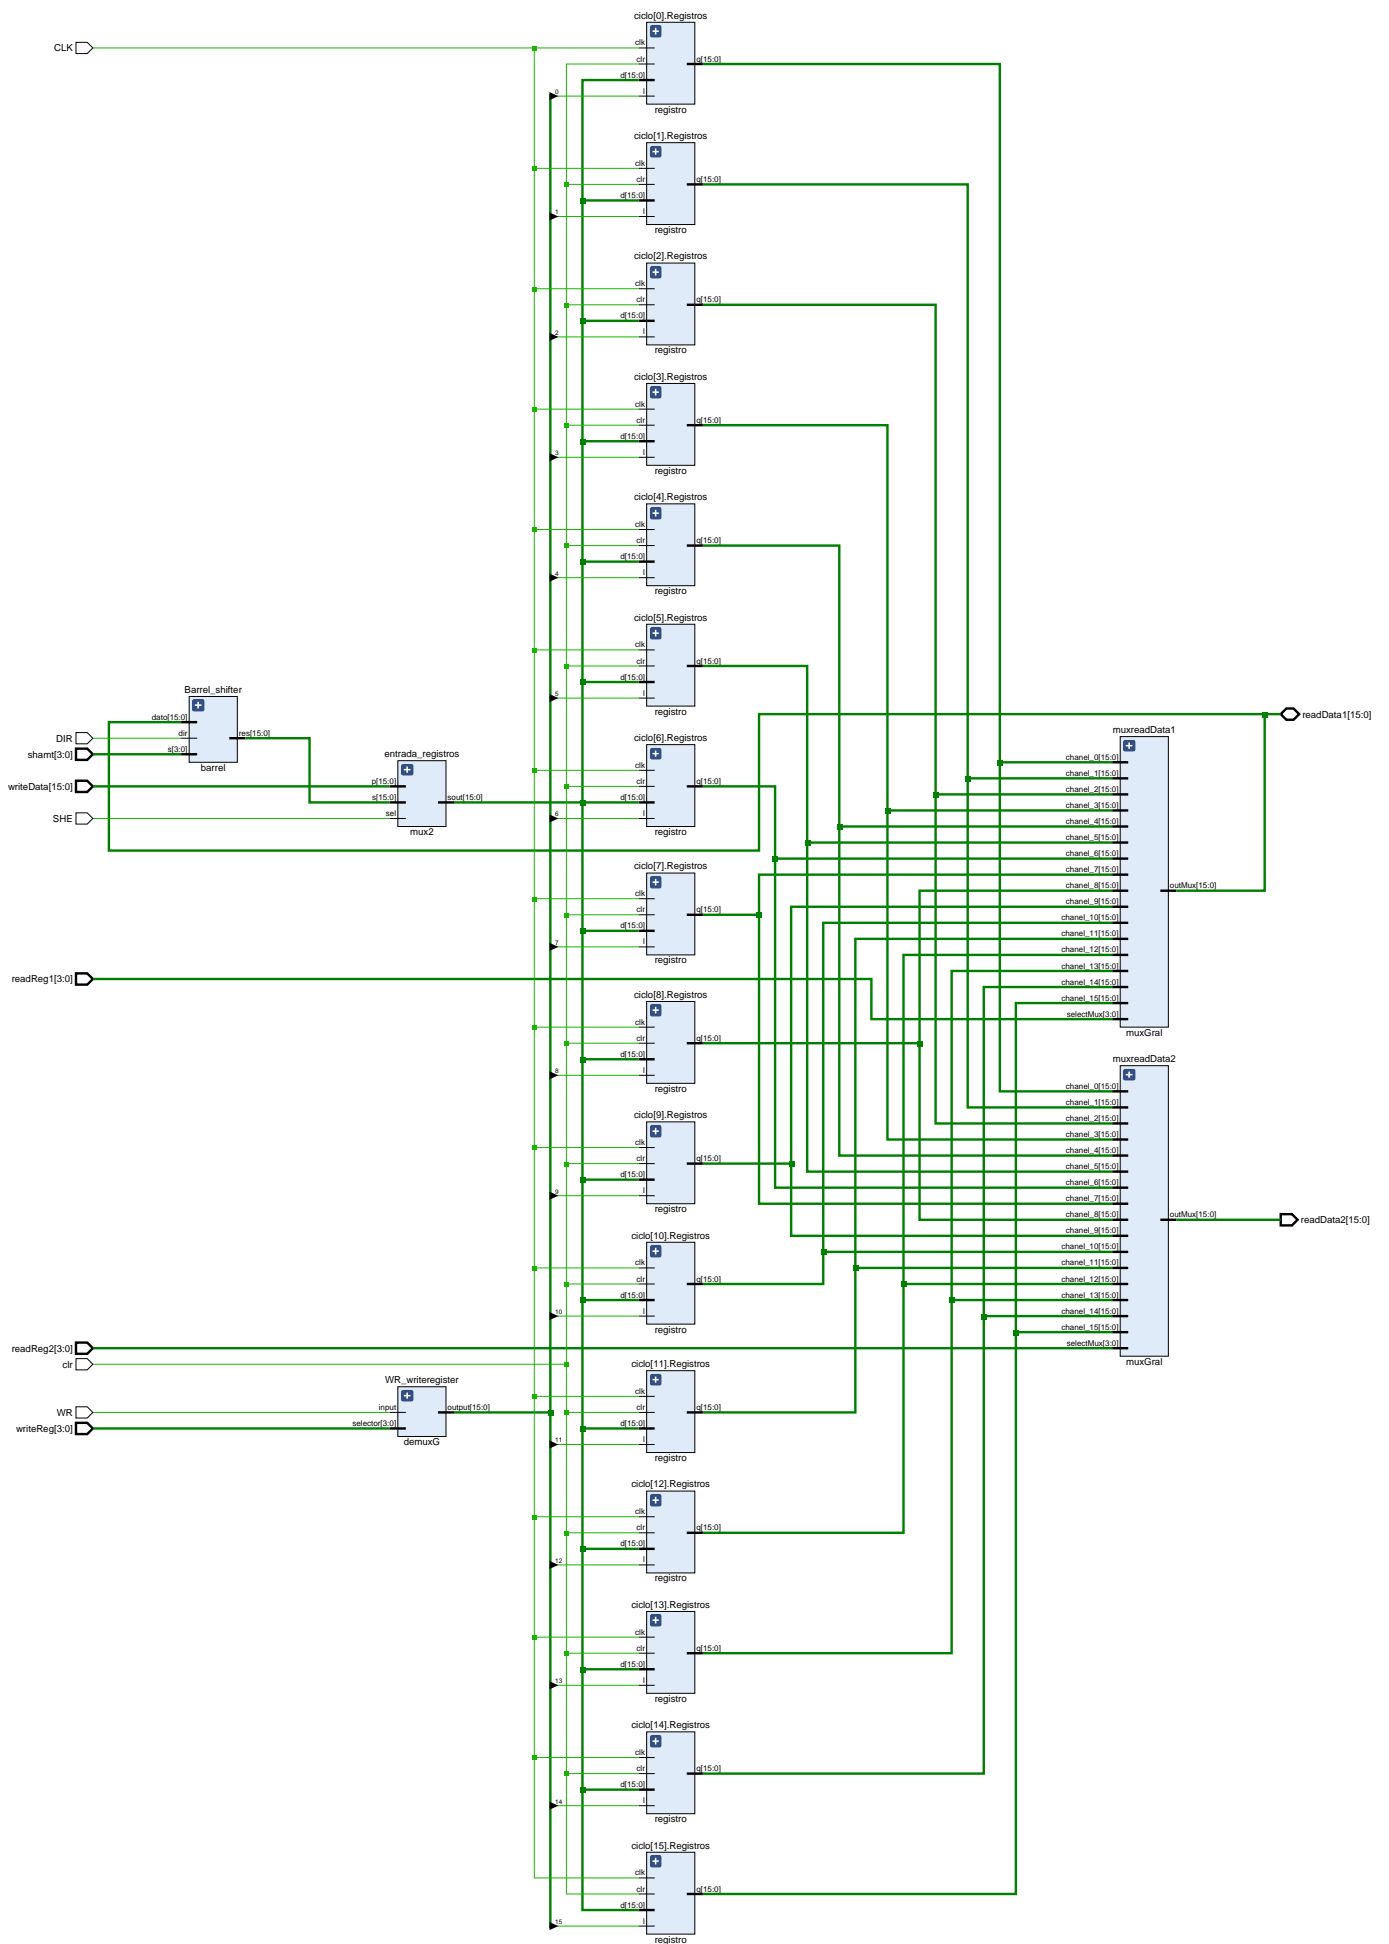 ciclo[0].Registros
CLK
clk
clr
d[15:0]
0
l
q[15:0]
registro
ciclo[1].Registros
clk
clr
d[15:0]
1
l
q[15:0]
registro
ciclo[2].Registros
clk
clr
d[15:0]
2
l
q[15:0]
registro
ciclo[3].Registros
clk
clr
d[15:0]
3
l
q[15:0]
registro
ciclo[4].Registros
clk
clr
d[15:0]
4
l
q[15:0]
registro
ciclo[5].Registros
clk
clr
d[15:0]
5
l
q[15:0]
registro
Barrel_shifter
dato[15:0]
DIR
dir
shamt[3:0]
s[3:0]
res[15:0]
barrel
entrada_registros
writeData[15:0]
p[15:0]
s[15:0]
SHE
sel
sout[15:0]
mux2
ciclo[6].Registros
clk
clr
d[15:0]
6
l
q[15:0]
registro
ciclo[7].Registros
clk
clr
d[15:0]
7
l
q[15:0]
registro
readReg1[3:0]
ciclo[8].Registros
clk
clr
d[15:0]
8
l
q[15:0]
registro
ciclo[9].Registros
clk
clr
d[15:0]
9
l
q[15:0]
registro
ciclo[10].Registros
clk
clr
d[15:0]
10
l
q[15:0]
registro
readReg2[3:0]
clr
WR_writeregister
WR
input
writeReg[3:0]
selector[3:0]
output[15:0]
demuxG
ciclo[11].Registros
clk
clr
d[15:0]
11
l
q[15:0]
registro
ciclo[12].Registros
clk
clr
d[15:0]
12
l
q[15:0]
registro
ciclo[13].Registros
clk
clr
d[15:0]
13
l
q[15:0]
registro
ciclo[14].Registros
clk
clr
d[15:0]
14
l
q[15:0]
registro
ciclo[15].Registros
clk
clr
d[15:0]
15
l
q[15:0]
registro
readData1[15:0]
muxreadData1
chanel_0[15:0]
chanel_1[15:0]
chanel_2[15:0]
chanel_3[15:0]
chanel_4[15:0]
chanel_5[15:0]
chanel_6[15:0]
chanel_7[15:0]
chanel_8[15:0]
chanel_9[15:0]
chanel_10[15:0]
chanel_11[15:0]
chanel_12[15:0]
chanel_13[15:0]
chanel_14[15:0]
chanel_15[15:0]
selectMux[3:0]
outMux[15:0]
muxGral
muxreadData2
chanel_0[15:0]
chanel_1[15:0]
chanel_2[15:0]
chanel_3[15:0]
chanel_4[15:0]
chanel_5[15:0]
chanel_6[15:0]
chanel_7[15:0]
chanel_8[15:0]
chanel_9[15:0]
chanel_10[15:0]
chanel_11[15:0]
chanel_12[15:0]
chanel_13[15:0]
chanel_14[15:0]
chanel_15[15:0]
selectMux[3:0]
outMux[15:0]
readData2[15:0]
muxGral